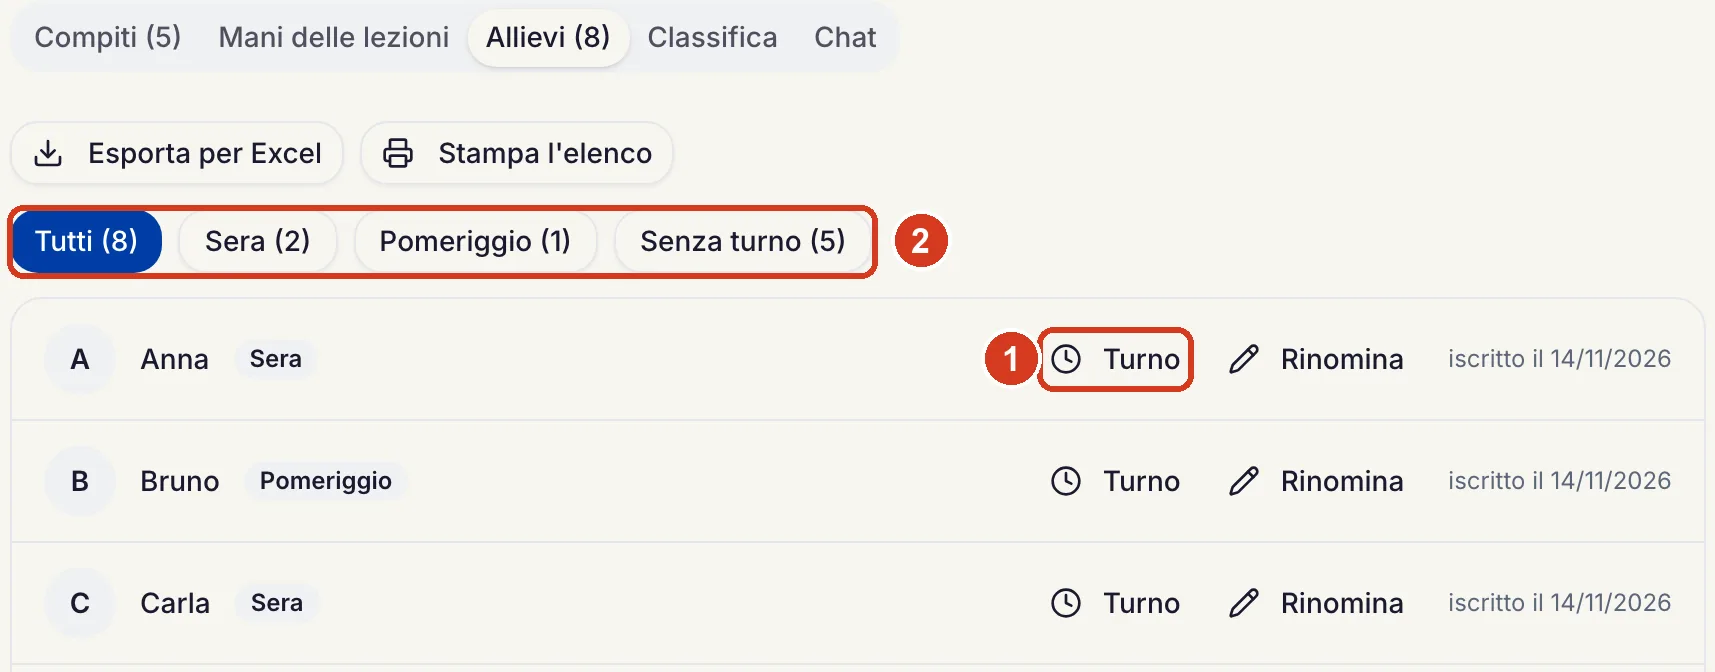 Compiti (5) Mani delle lezioni Allievi (8) Classifica Chat
Esporta per Excel Stampa l'elenco
Tutti (8) Sera (2) Pomeriggio (1) Senza turno (5) 2
A Anna Sera 1 Turno Rinomina iscritto il 14/11/2026
B Bruno Pomeriggio Turno Rinomina iscritto il 14/11/2026
C Carla Sera Turno Rinomina iscritto il 14/11/2026